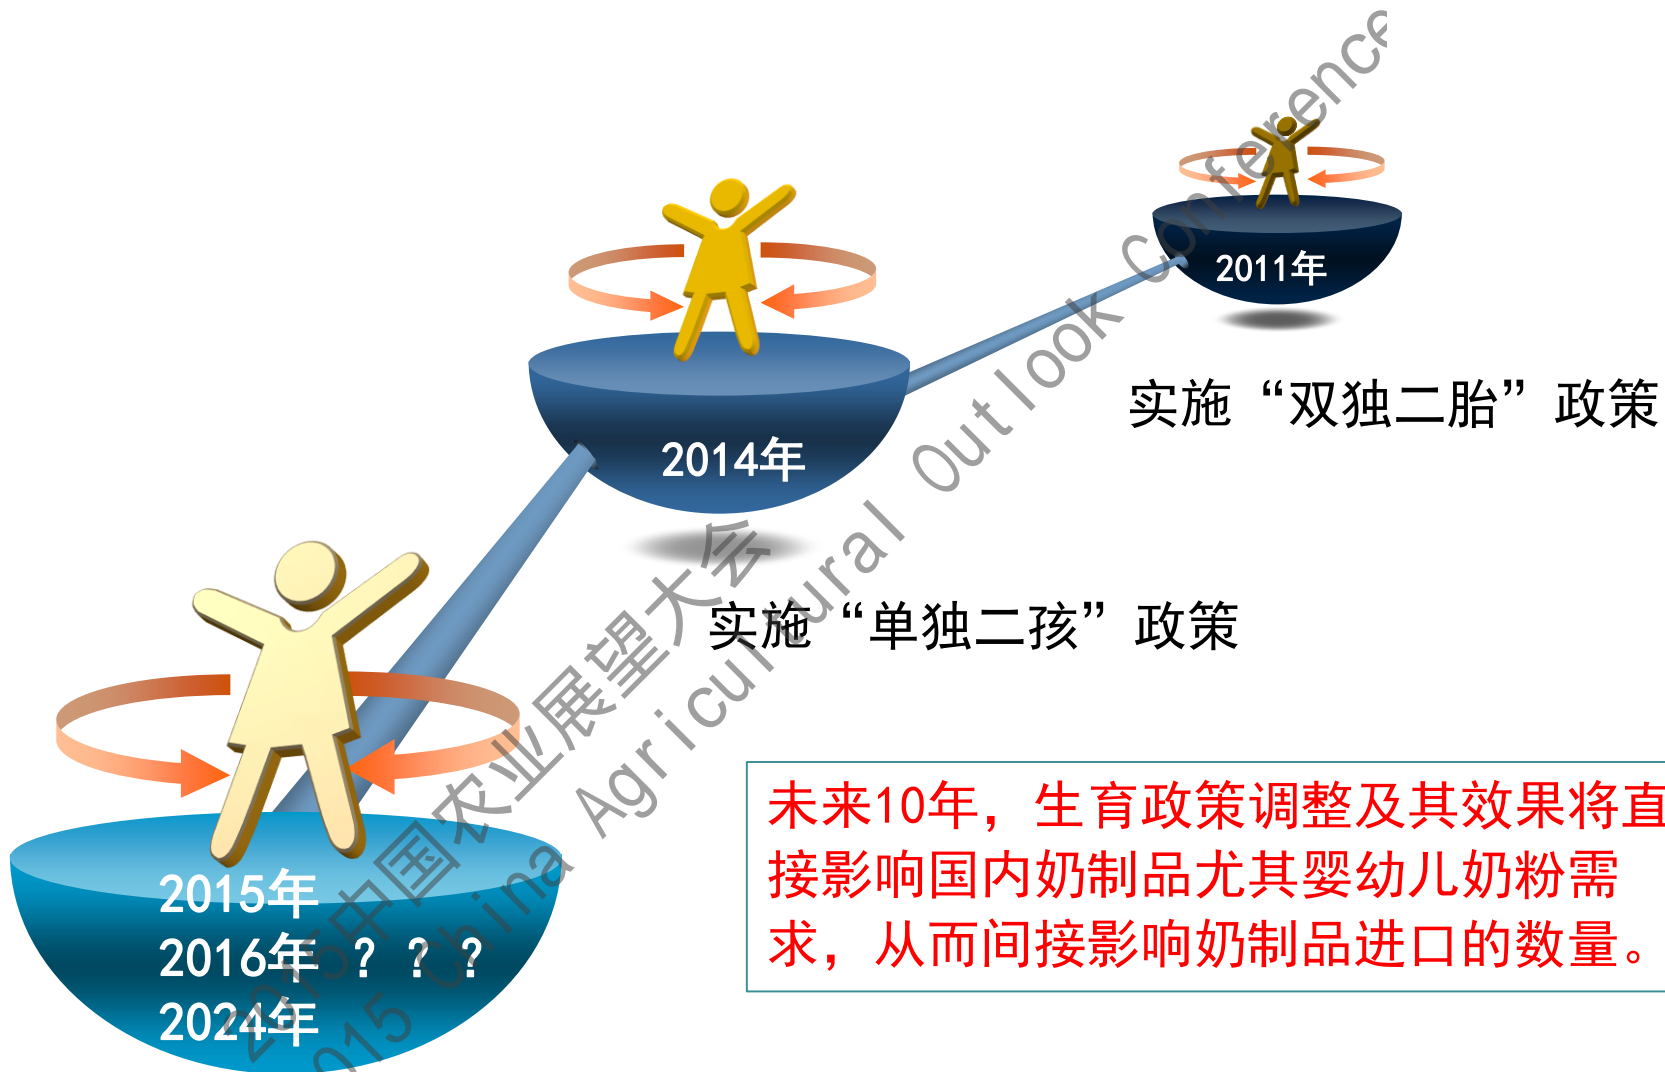 2011年
实施“双独二胎”政策
2014年
实施“单独二孩”政策
2015年
2016年 ? ? ?
2024年
未来10年，生育政策调整及其效果将直
接影响国内奶制品尤其婴幼儿奶粉需
求，从而间接影响奶制品进口的数量。
2015中国农业展望大会
2015 China Agricultural Outlook Conference